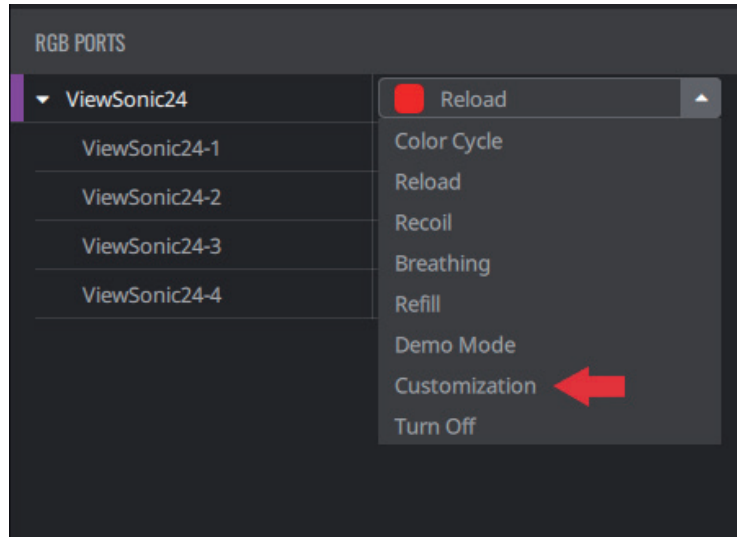 RGB PORTS
ViewSonic24 Reload
ViewSonic24-1
ViewSonic24-2
ViewSonic24-3
ViewSonic24-4
Color Cycle
Reload
Recoil
Breathing
Refill
Demo Mode
Customization
Turn Off